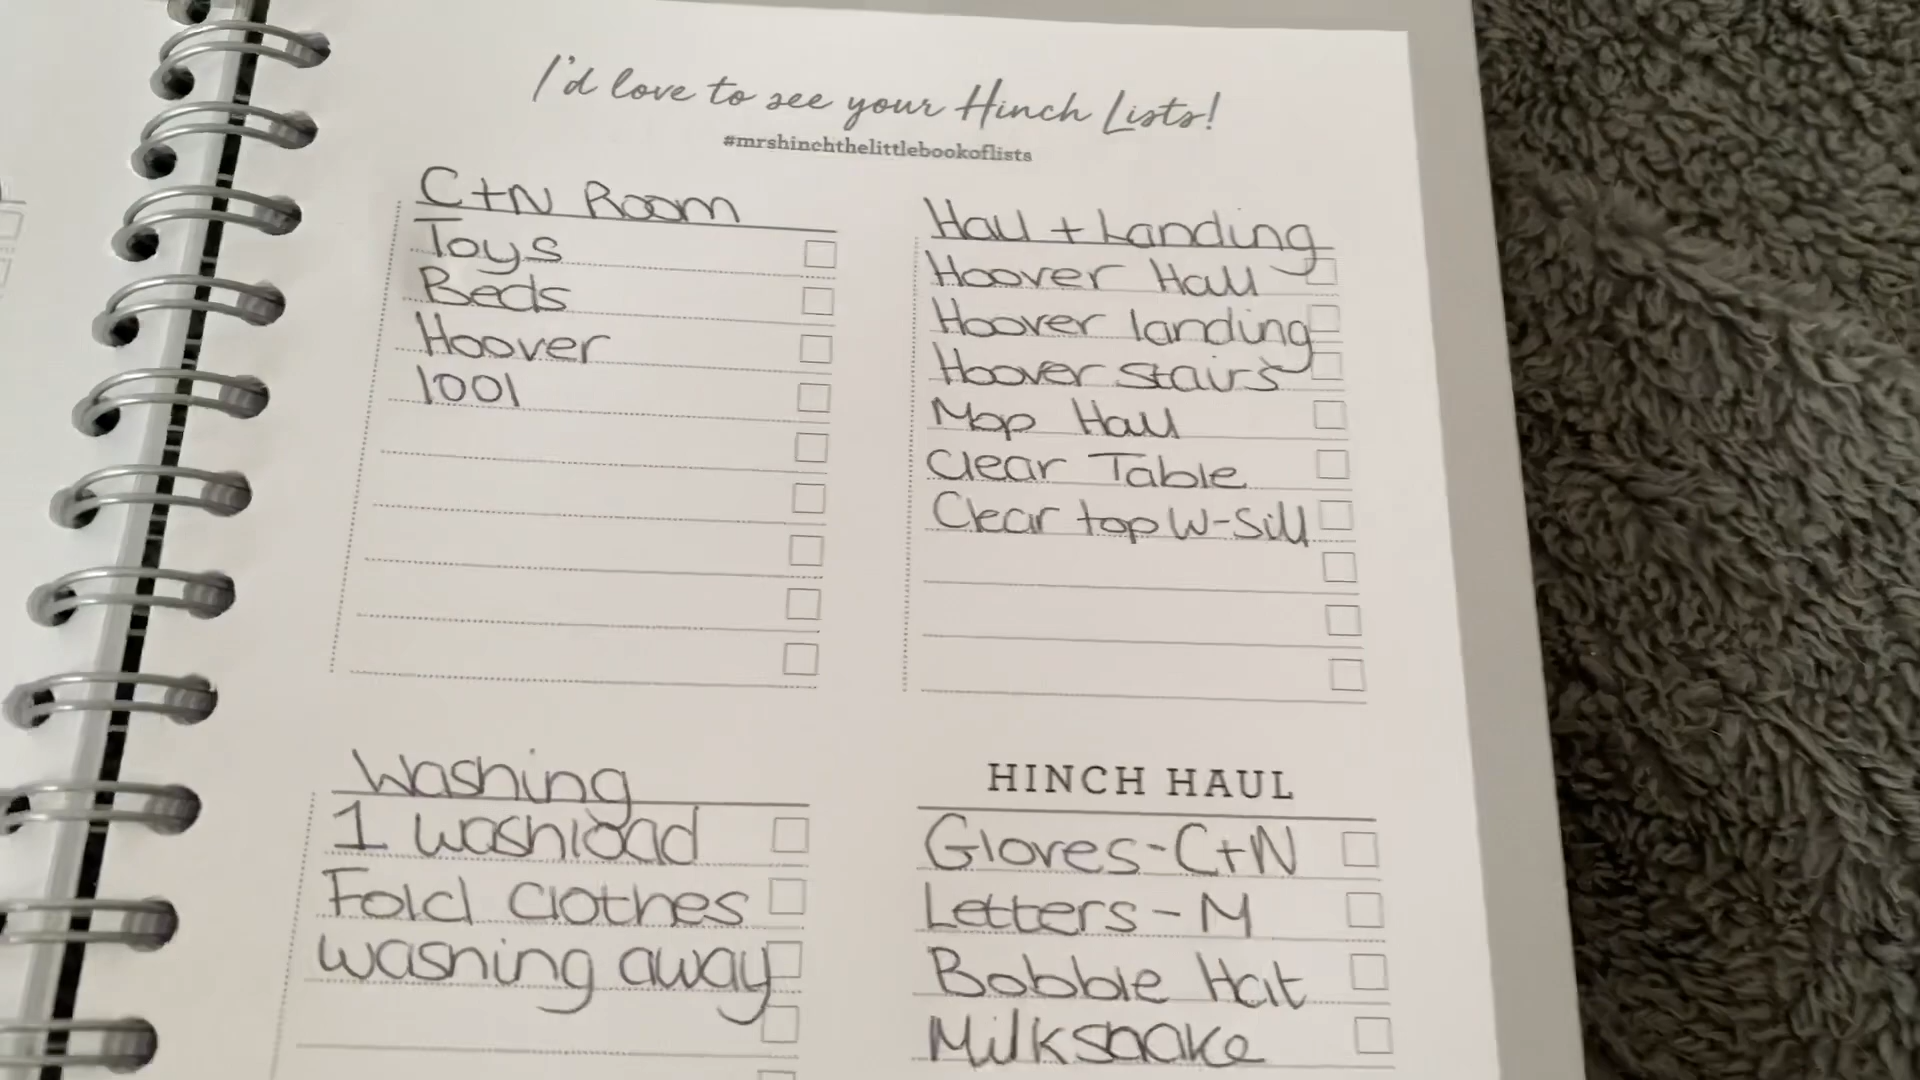 I'd love to see your Hinch Lists!
#mrshinchthelittlebookoflists
C+N Room
Toys
Beds
Hoover
1001
Hall + Landing
Hoover Hall
Hoover landing
Hoover stairs
Mop Hall
Clear Table
Clear top W-Sill
Washing
1 washload
Fold clothes
washing away
HINCH HAUL
Gloves-C+N
Letters-M
Bobble Hat
Milkshake